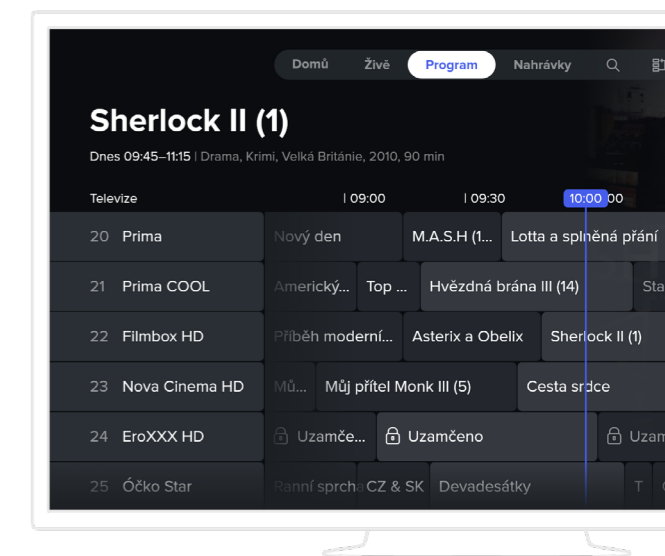 Domů Živě Program Nahrávky
Sherlock II (1)
Dnes 09:45–11:15 | Drama, Krimi, Velká Británie, 2010, 90 min
Televize | 09:00 | 09:30 10:00 00
20 Prima Nový den M.A.S.H (1... Lotta a splněná přání
21 Prima COOL Americký... Top ... Hvězdná brána III (14) Sta
22 Filmbox HD Příběh moderní... Asterix a Obelix Sherlock II (1)
23 Nova Cinema HD Mů... Můj přítel Monk III (5) Cesta srdce
24 EroXXX HD Uzamče... Uzamčeno Uzam
25 Óčko Star Ranní sprcha CZ & SK Devadesátky T